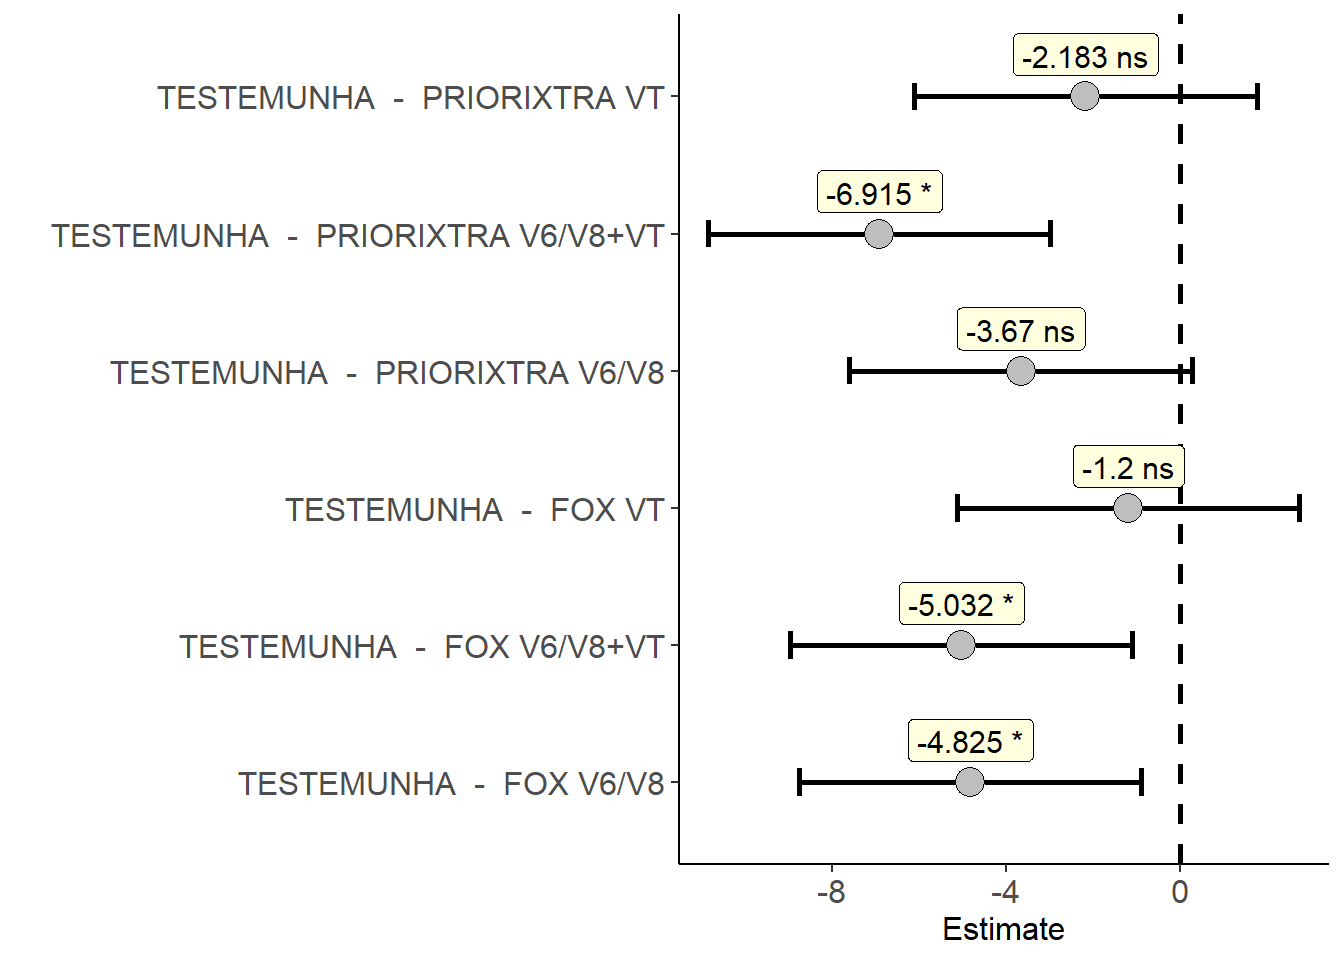 -2.183 ns
TESTEMUNHA - PRIORIXTRA VT
-6.915 *
TESTEMUNHA - PRIORIXTRA V6/V8+VT
-3.67 ns
TESTEMUNHA - PRIORIXTRA V6/V8
-1.2 ns
TESTEMUNHA - FOX VT
-5.032 *
TESTEMUNHA - FOX V6/V8+VT
-4.825 *
TESTEMUNHA - FOX V6/V8
-8 -4 0
Estimate